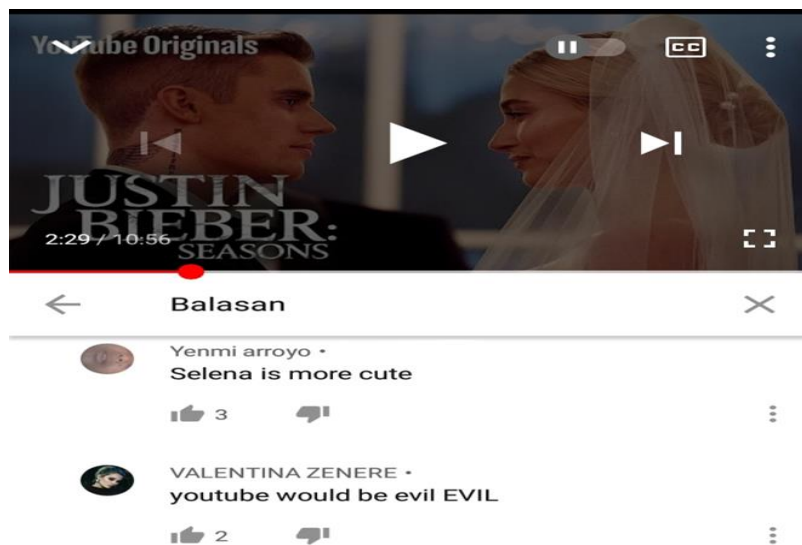 YouTube Originals
CC
JUSTIN
BIEBER:
2:29 / 10:56
SEASONS
Balasan
Yenmi arroyo •
Selena is more cute
3
VALENTINA ZENERE •
youtube would be evil EVIL
2